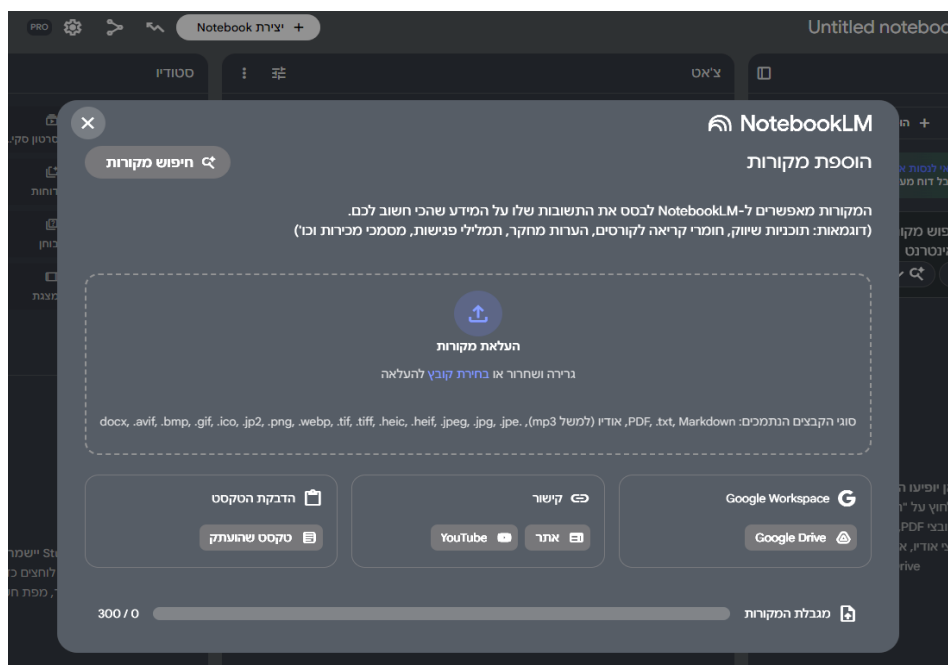 Untitled notebook
+ יצירת Notebook
PRO
צ'אט
סטודיו
NotebookLM
הוספת מקורות
חיפוש מקורות
המקורות מאפשרים ל-NotebookLM לבסס את התשובות שלו על המידע שהכי חשוב לכם.
(דוגמאות: תוכניות שיווק, חומרי קריאה לקורסים, הערות מחקר, תמלילי פגישות, מסמכי מכירות וכו')
העלאת מקורות
גרירה ושחרור או בחירת קובץ להעלאה
סוגי הקבצים הנתמכים: PDF, .txt, Markdown, אודיו (למשל mp3), .docx, .avif, .bmp, .gif, .ico, .jp2, .png, .webp, .tif, .tiff, .heic, .heif, .jpeg, .jpg, .jpe
Google Workspace
Google Drive
קישור
אתר
YouTube
הדבקת הטקסט
טקסט שהועתק
מגבלת המקורות
300 / 0